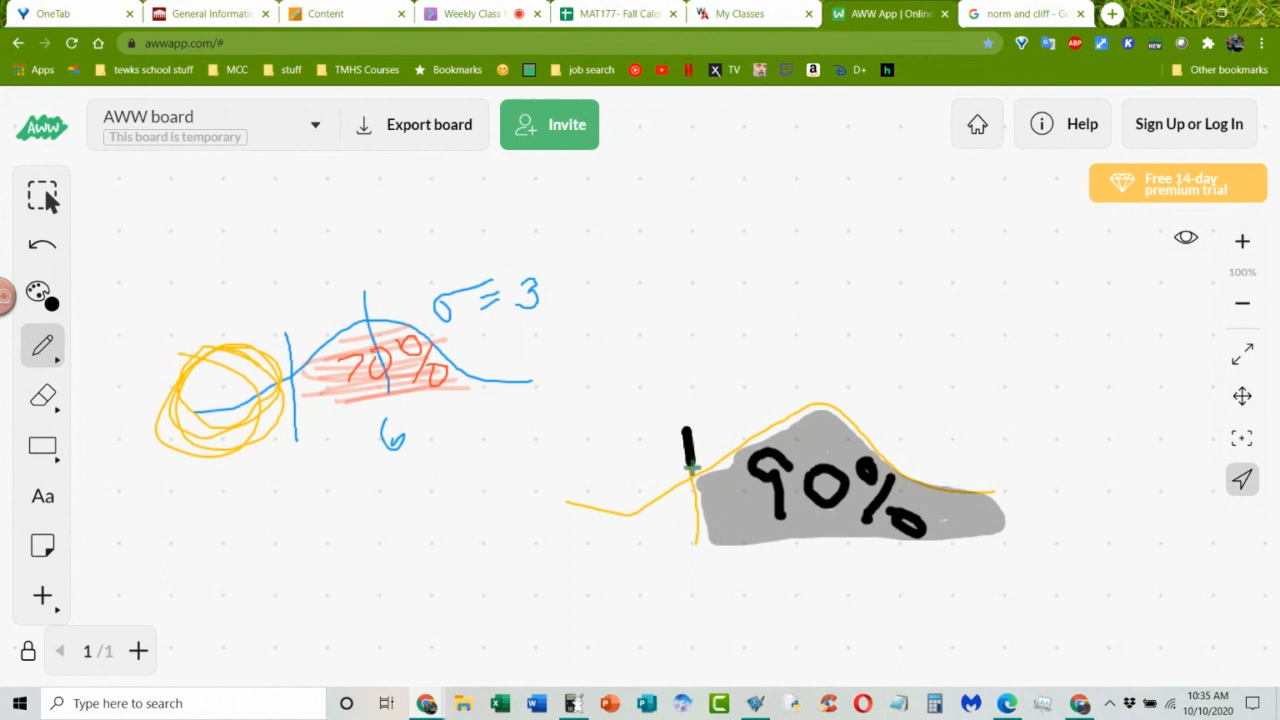 OneTab
General Informati
Content
Weekly Class
MAT177- Fall Cale
My Classes
AWW App | Online
norm and cliff - Go
awwapp.com/#
Apps
tewks school stuff
MCC
stuff
TMHS Courses
Bookmarks
job search
TV
D+
Other bookmarks
AWW
AWW board
This board is temporary
Export board
Invite
Help
Sign Up or Log In
Free 14-day
premium trial
100%
σ = 3
70%
6
90%
Aa
1 /1
Type here to search
10:35 AM
10/10/2020